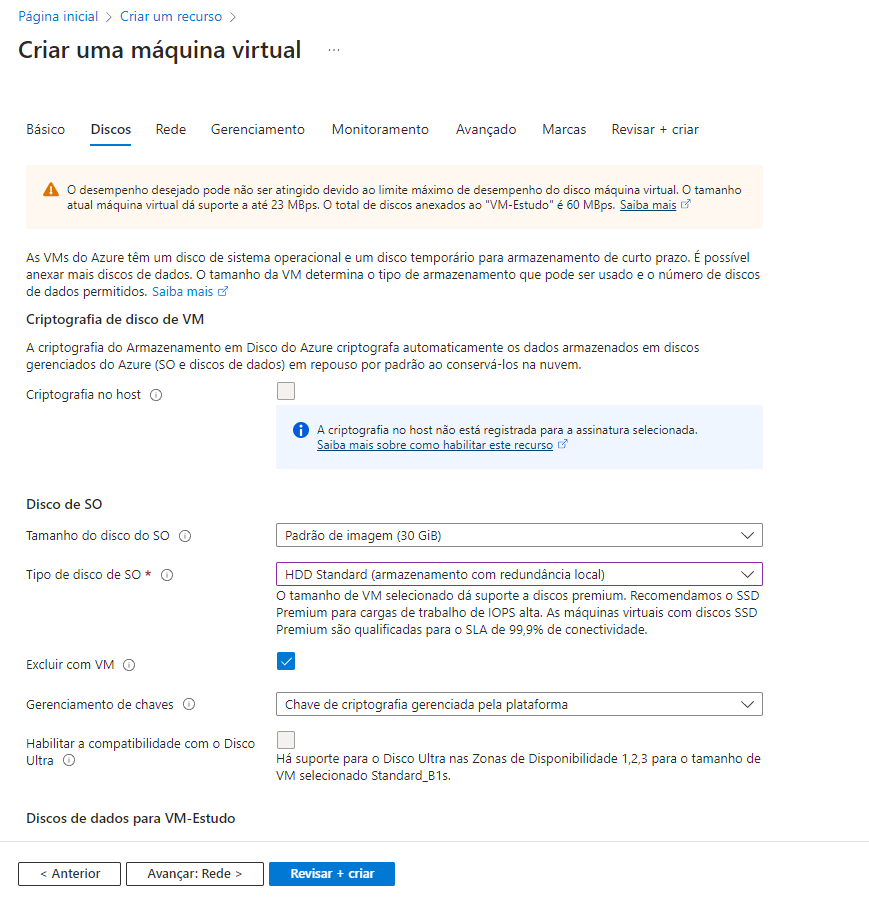 Página inicial > Criar um recurso >
Criar uma máquina virtual ...
Básico Discos Rede Gerenciamento Monitoramento Avançado Marcas Revisar + criar
O desempenho desejado pode não ser atingido devido ao limite máximo de desempenho do disco máquina virtual. O tamanho
atual máquina virtual dá suporte a até 23 MBps. O total de discos anexados ao "VM-Estudo" é 60 MBps. Saiba mais
As VMs do Azure têm um disco de sistema operacional e um disco temporário para armazenamento de curto prazo. É possível
anexar mais discos de dados. O tamanho da VM determina o tipo de armazenamento que pode ser usado e o número de discos
de dados permitidos. Saiba mais
Criptografia de disco de VM
A criptografia do Armazenamento em Disco do Azure criptografa automaticamente os dados armazenados em discos
gerenciados do Azure (SO e discos de dados) em repouso por padrão ao conservá-los na nuvem.
Criptografia no host
A criptografia no host não está registrada para a assinatura selecionada.
Saiba mais sobre como habilitar este recurso
Disco de SO
Tamanho do disco do SO Padrão de imagem (30 GiB)
Tipo de disco de SO * HDD Standard (armazenamento com redundância local)
O tamanho de VM selecionado dá suporte a discos premium. Recomendamos o SSD
Premium para cargas de trabalho de IOPS alta. As máquinas virtuais com discos SSD
Premium são qualificadas para o SLA de 99,9% de conectividade.
Excluir com VM
Gerenciamento de chaves Chave de criptografia gerenciada pela plataforma
Habilitar a compatibilidade com o Disco
Ultra
Há suporte para o Disco Ultra nas Zonas de Disponibilidade 1,2,3 para o tamanho de
VM selecionado Standard_B1s.
Discos de dados para VM-Estudo
< Anterior Avançar: Rede > Revisar + criar